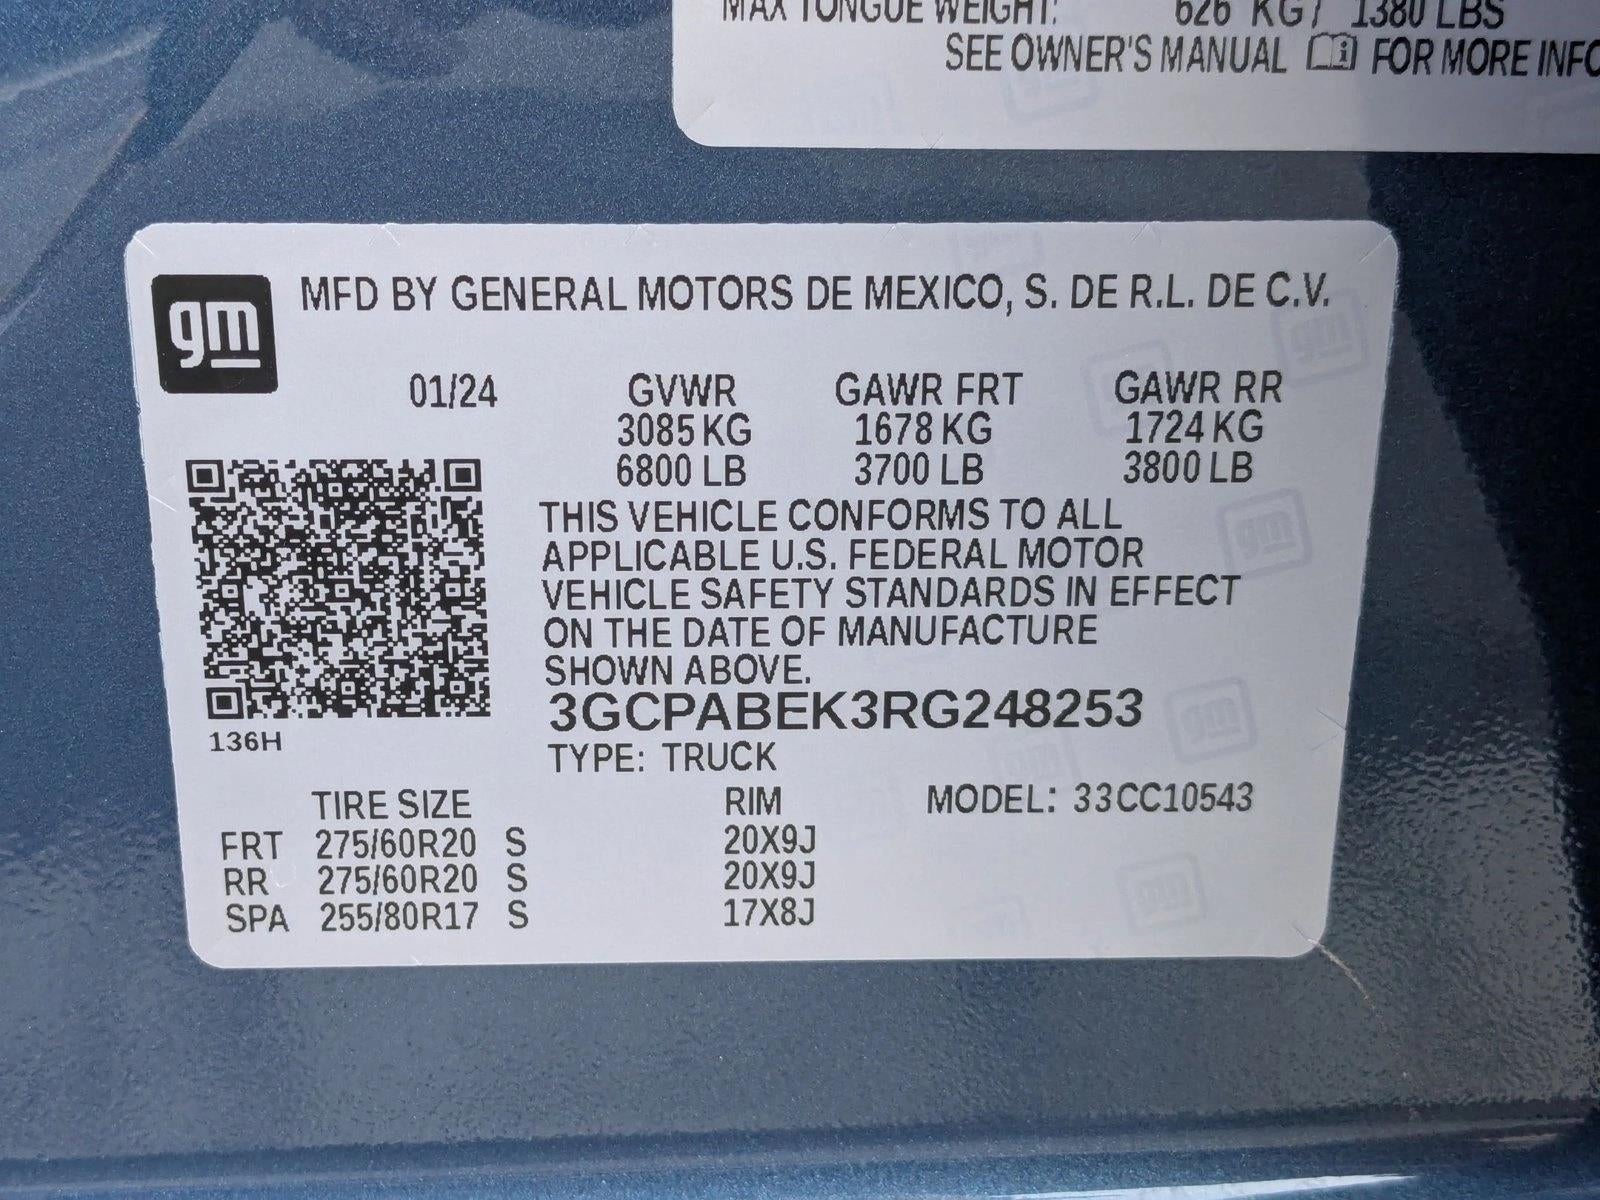 MAX TONGUE WEIGHT: 626 KG / 1380 LBS
SEE OWNER'S MANUAL FOR MORE INFO
gm
MFD BY GENERAL MOTORS DE MEXICO, S. DE R.L. DE C.V.
01/24 GVWR GAWR FRT GAWR RR
3085 KG 1678 KG 1724 KG
6800 LB 3700 LB 3800 LB
THIS VEHICLE CONFORMS TO ALL
APPLICABLE U.S. FEDERAL MOTOR
VEHICLE SAFETY STANDARDS IN EFFECT
ON THE DATE OF MANUFACTURE
SHOWN ABOVE.
3GCPABEK3RG248253
136H
TYPE: TRUCK
TIRE SIZE RIM MODEL: 33CC10543
FRT 275/60R20 S 20X9J
RR 275/60R20 S 20X9J
SPA 255/80R17 S 17X8J